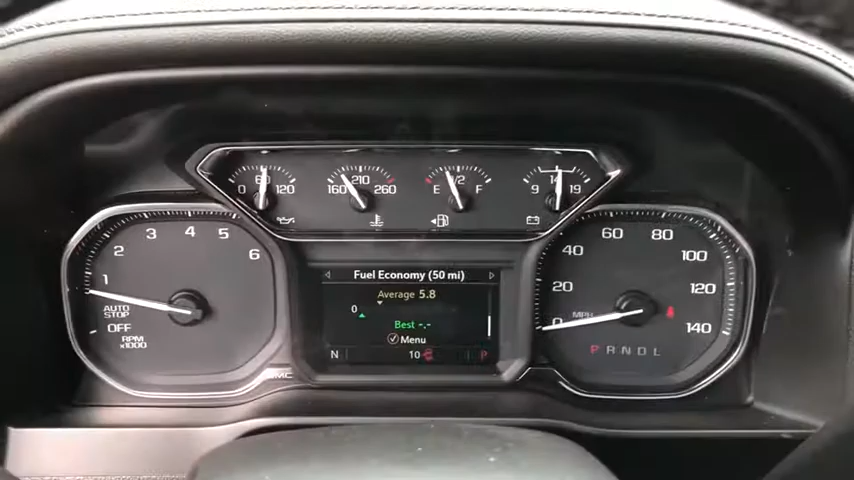 0 60 120
160 210 260
E 1/2 F
9 14 19
1 2 3 4 5 6
AUTO
STOP
OFF
RPM
x1000
Fuel Economy (50 mi)
Average 5.8
0
Best -.-
Menu
N 10 P
0 20 40 60 80 100 120 140
MPH
P R N D L
GMC